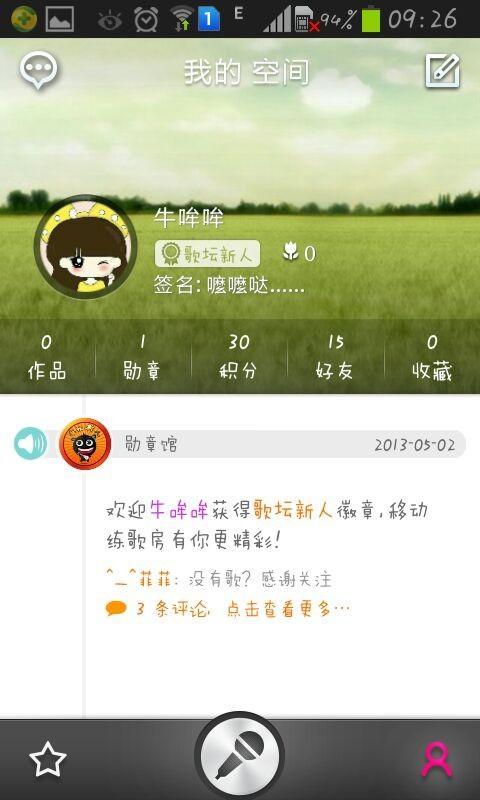 1 E 94% 09:26
我的 空间
牛哞哞
歌坛新人 0
签名: 嚒嚒哒......
0 1 30 15 0
作品 勋章 积分 好友 收藏
勋章馆 2013-05-02
欢迎牛哞哞获得歌坛新人徽章,移动
练歌房有你更精彩!
^_^菲菲: 没有歌? 感谢关注
3 条评论, 点击查看更多...